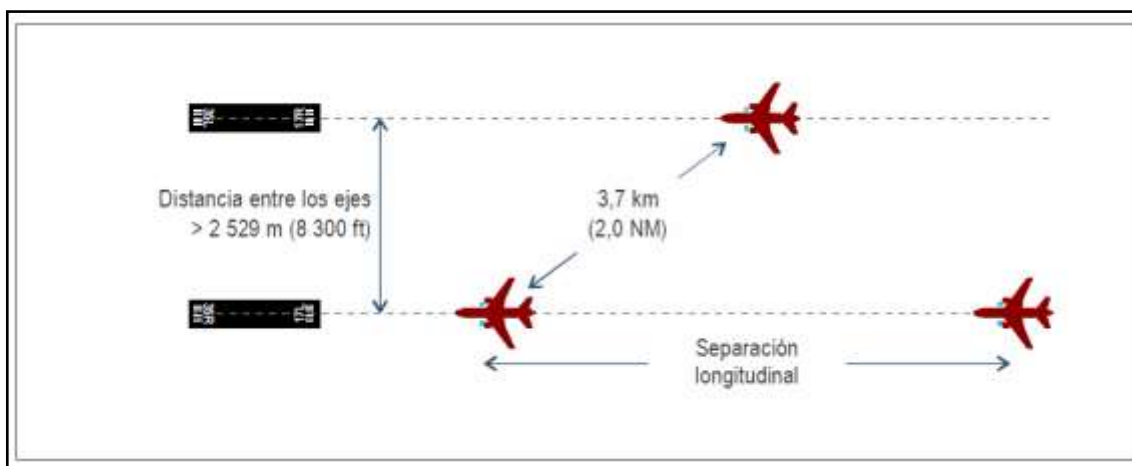 Distancia entre los ejes
> 2 529 m (8 300 ft)
3,7 km
(2,0 NM)
Separación
longitudinal